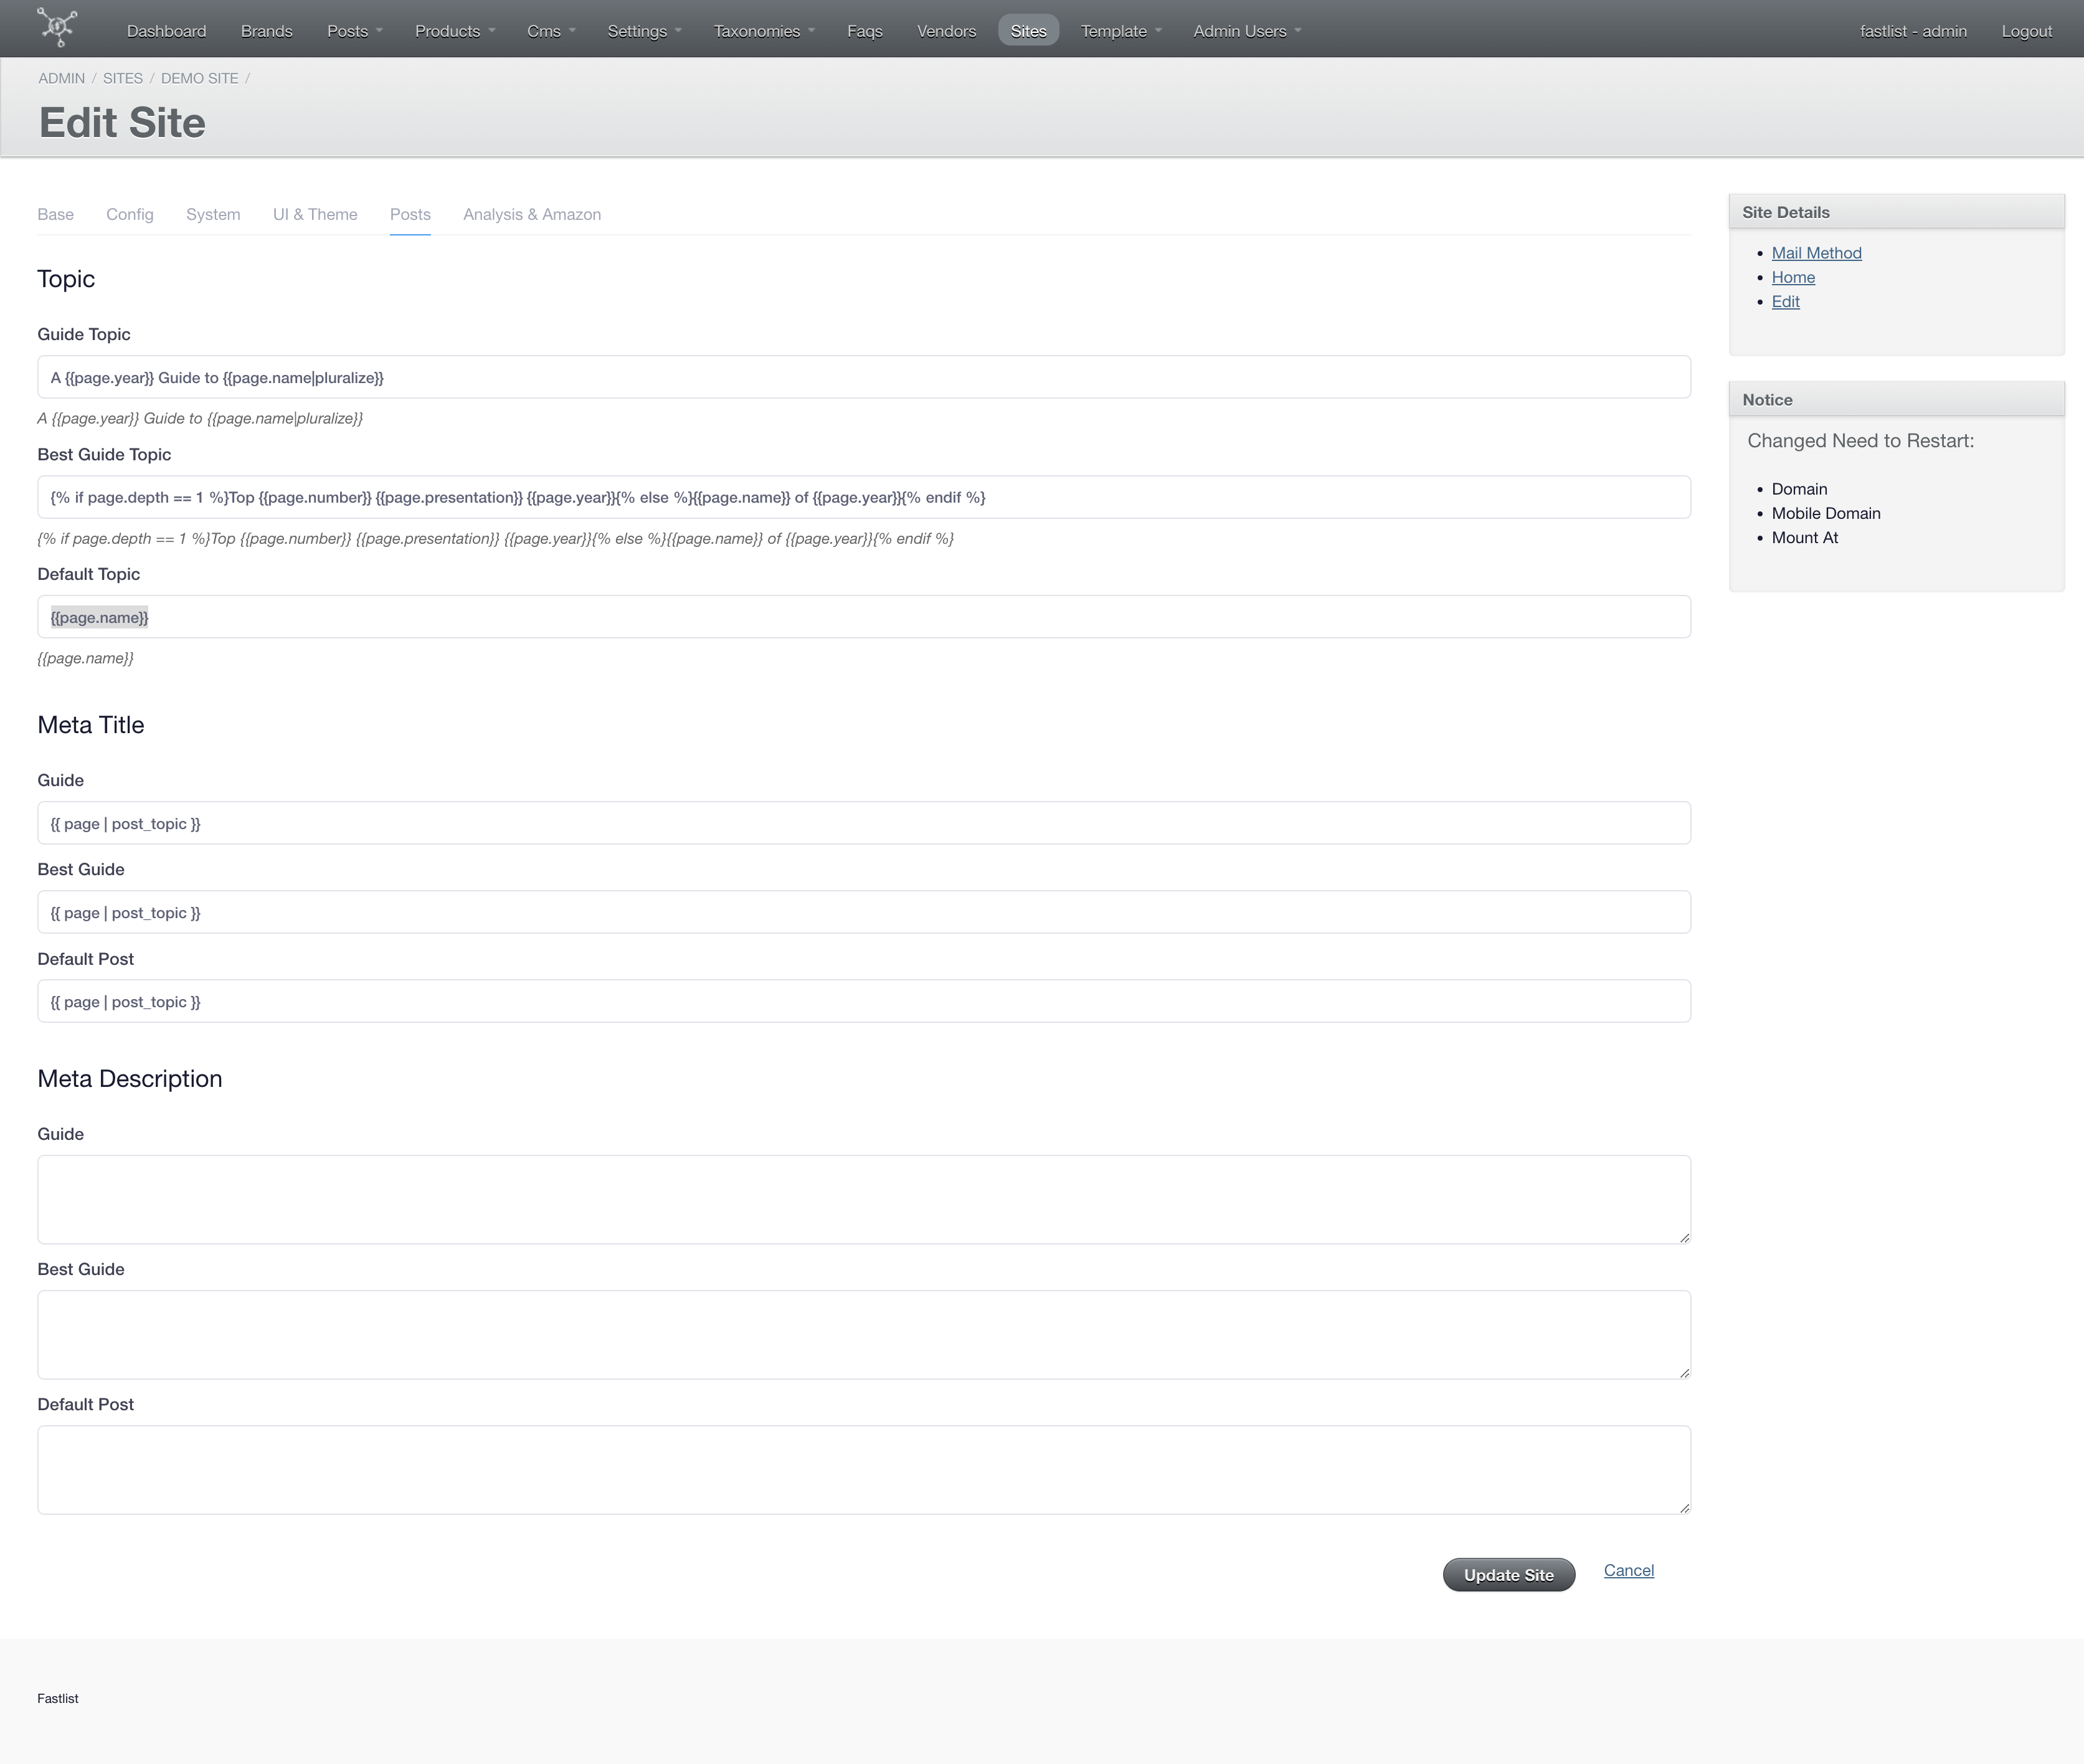 Dashboard Brands Posts Products Cms Settings Taxonomies Faqs Vendors Sites Template Admin Users fastlist - admin Logout
ADMIN / SITES / DEMO SITE /
Edit Site
Base Config System UI & Theme Posts Analysis & Amazon
Topic
Guide Topic
A {{page.year}} Guide to {{page.name|pluralize}}
A {{page.year}} Guide to {{page.name|pluralize}}
Best Guide Topic
{% if page.depth == 1 %}Top {{page.number}} {{page.presentation}} {{page.year}}{% else %}{{page.name}} of {{page.year}}{% endif %}
{% if page.depth == 1 %}Top {{page.number}} {{page.presentation}} {{page.year}}{% else %}{{page.name}} of {{page.year}}{% endif %}
Default Topic
{{page.name}}
{{page.name}}
Meta Title
Guide
{{ page | post_topic }}
Best Guide
{{ page | post_topic }}
Default Post
{{ page | post_topic }}
Meta Description
Guide
Best Guide
Default Post
Update Site Cancel
Site Details
Mail Method
Home
Edit
Notice
Changed Need to Restart:
Domain
Mobile Domain
Mount At
Fastlist